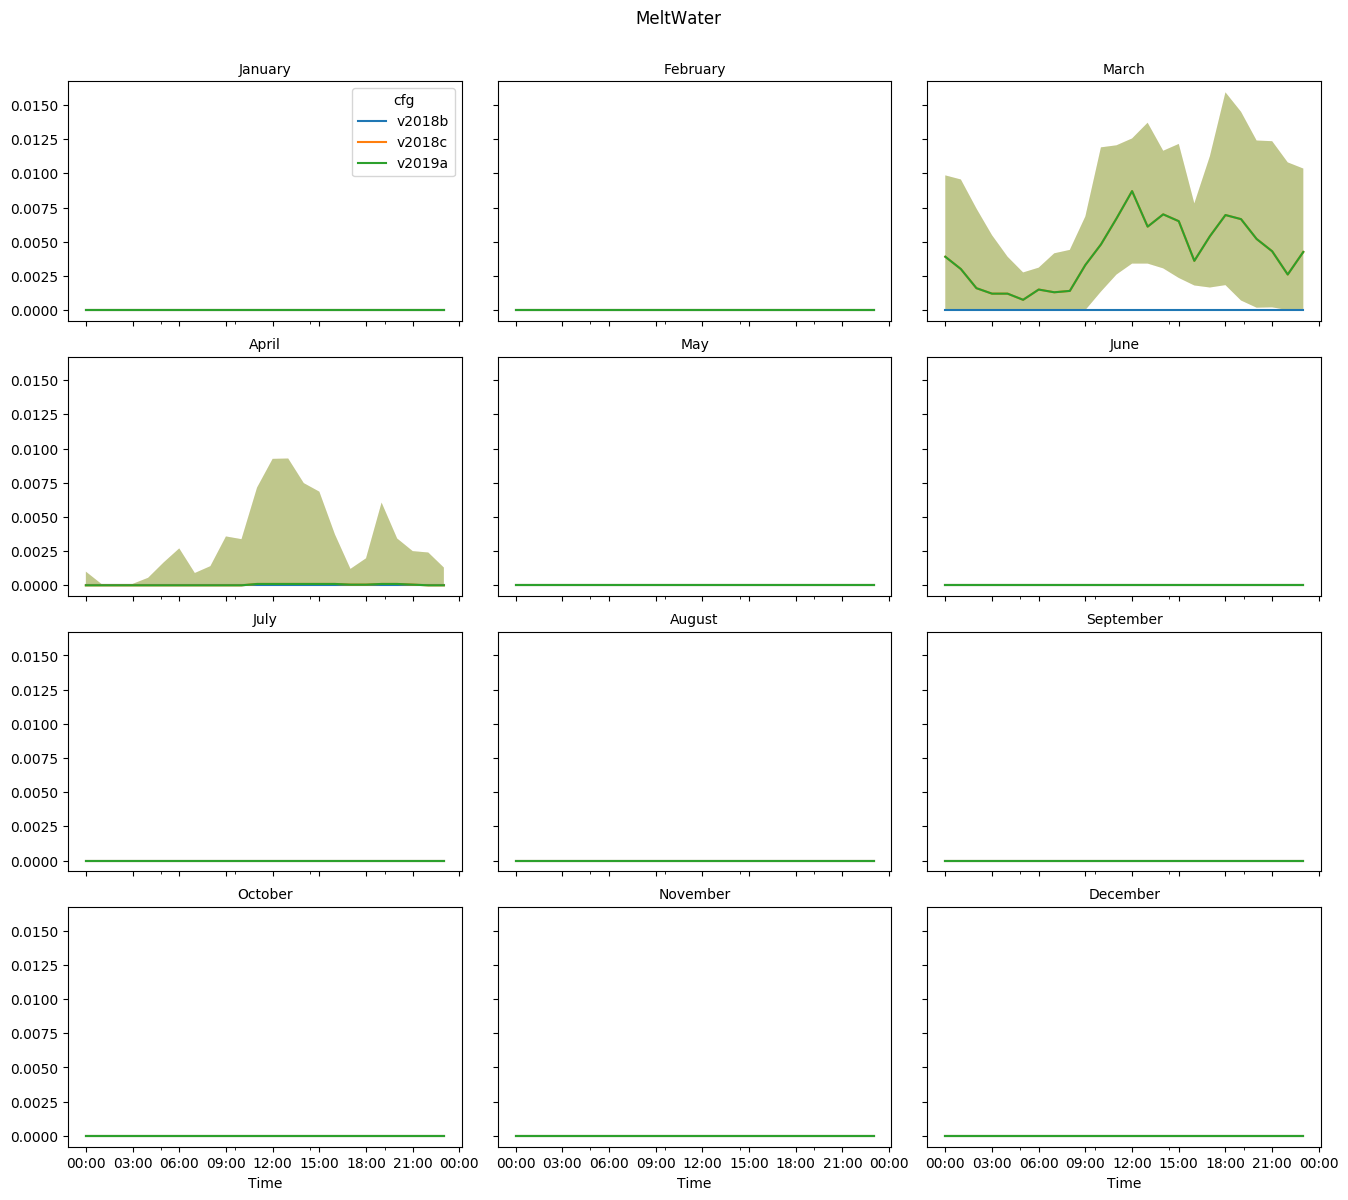 MeltWater
January
February
March
cfg
v2018b
v2018c
v2019a
0.0150
0.0125
0.0100
0.0075
0.0050
0.0025
0.0000
April
May
June
0.0150
0.0125
0.0100
0.0075
0.0050
0.0025
0.0000
July
August
September
0.0150
0.0125
0.0100
0.0075
0.0050
0.0025
0.0000
October
November
December
0.0150
0.0125
0.0100
0.0075
0.0050
0.0025
0.0000
00:00 03:00 06:00 09:00 12:00 15:00 18:00 21:00 00:00
00:00 03:00 06:00 09:00 12:00 15:00 18:00 21:00 00:00
00:00 03:00 06:00 09:00 12:00 15:00 18:00 21:00 00:00
Time
Time
Time